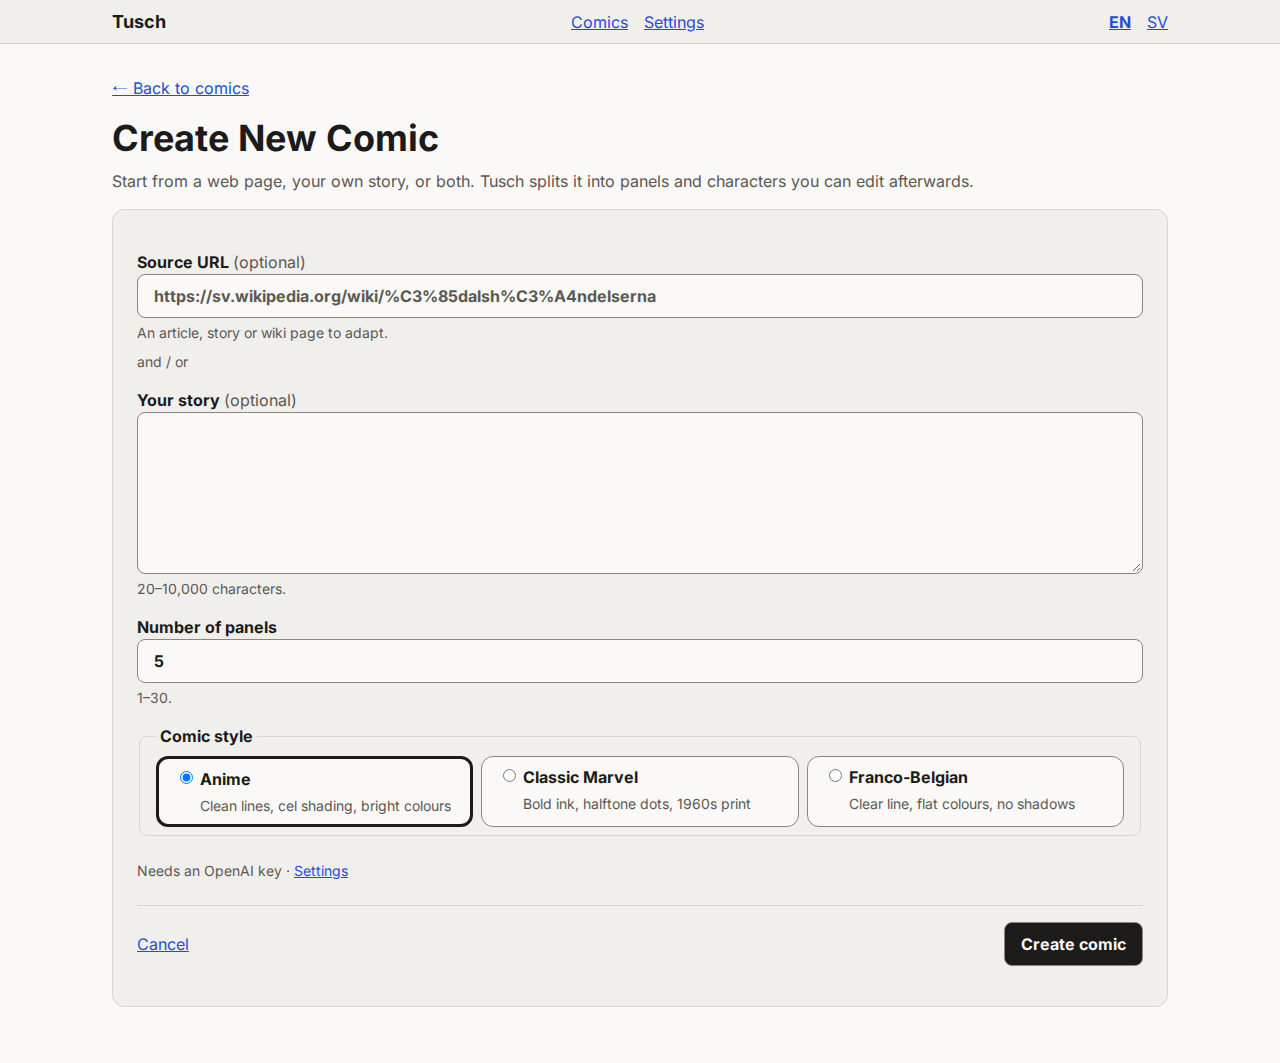 Tusch
Comics Settings
EN SV
← Back to comics
Create New Comic
Start from a web page, your own story, or both. Tusch splits it into panels and characters you can edit afterwards.
Source URL (optional)
https://sv.wikipedia.org/wiki/%C3%85dalsh%C3%A4ndelserna
An article, story or wiki page to adapt.
and / or
Your story (optional)
20–10,000 characters.
Number of panels
5
1–30.
Comic style
Anime
Clean lines, cel shading, bright colours
Classic Marvel
Bold ink, halftone dots, 1960s print
Franco-Belgian
Clear line, flat colours, no shadows
Needs an OpenAI key · Settings
Cancel
Create comic